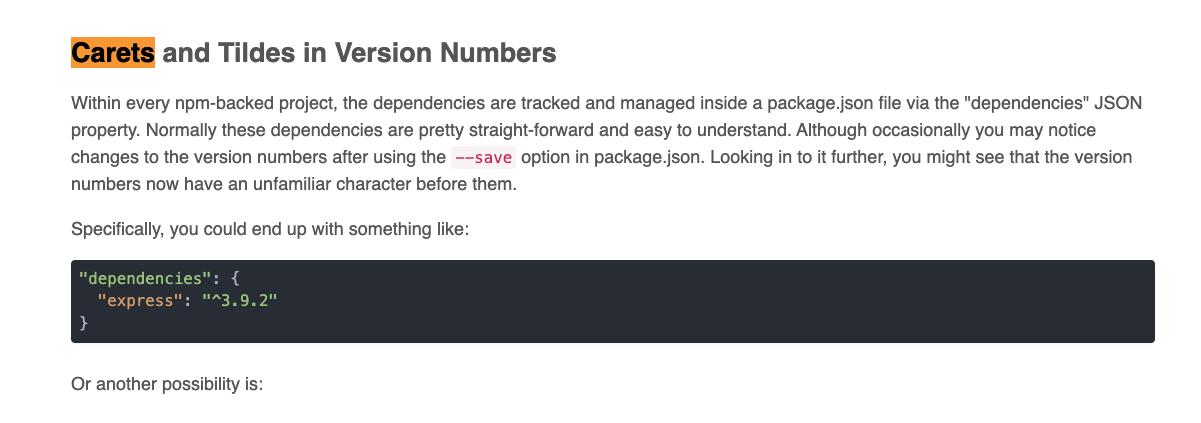 Carets and Tildes in Version Numbers
Within every npm-backed project, the dependencies are tracked and managed inside a package.json file via the "dependencies" JSON
property. Normally these dependencies are pretty straight-forward and easy to understand. Although occasionally you may notice
changes to the version numbers after using the --save option in package.json. Looking in to it further, you might see that the version
numbers now have an unfamiliar character before them.
Specifically, you could end up with something like:
"dependencies": {
  "express": "^3.9.2"
}
Or another possibility is: